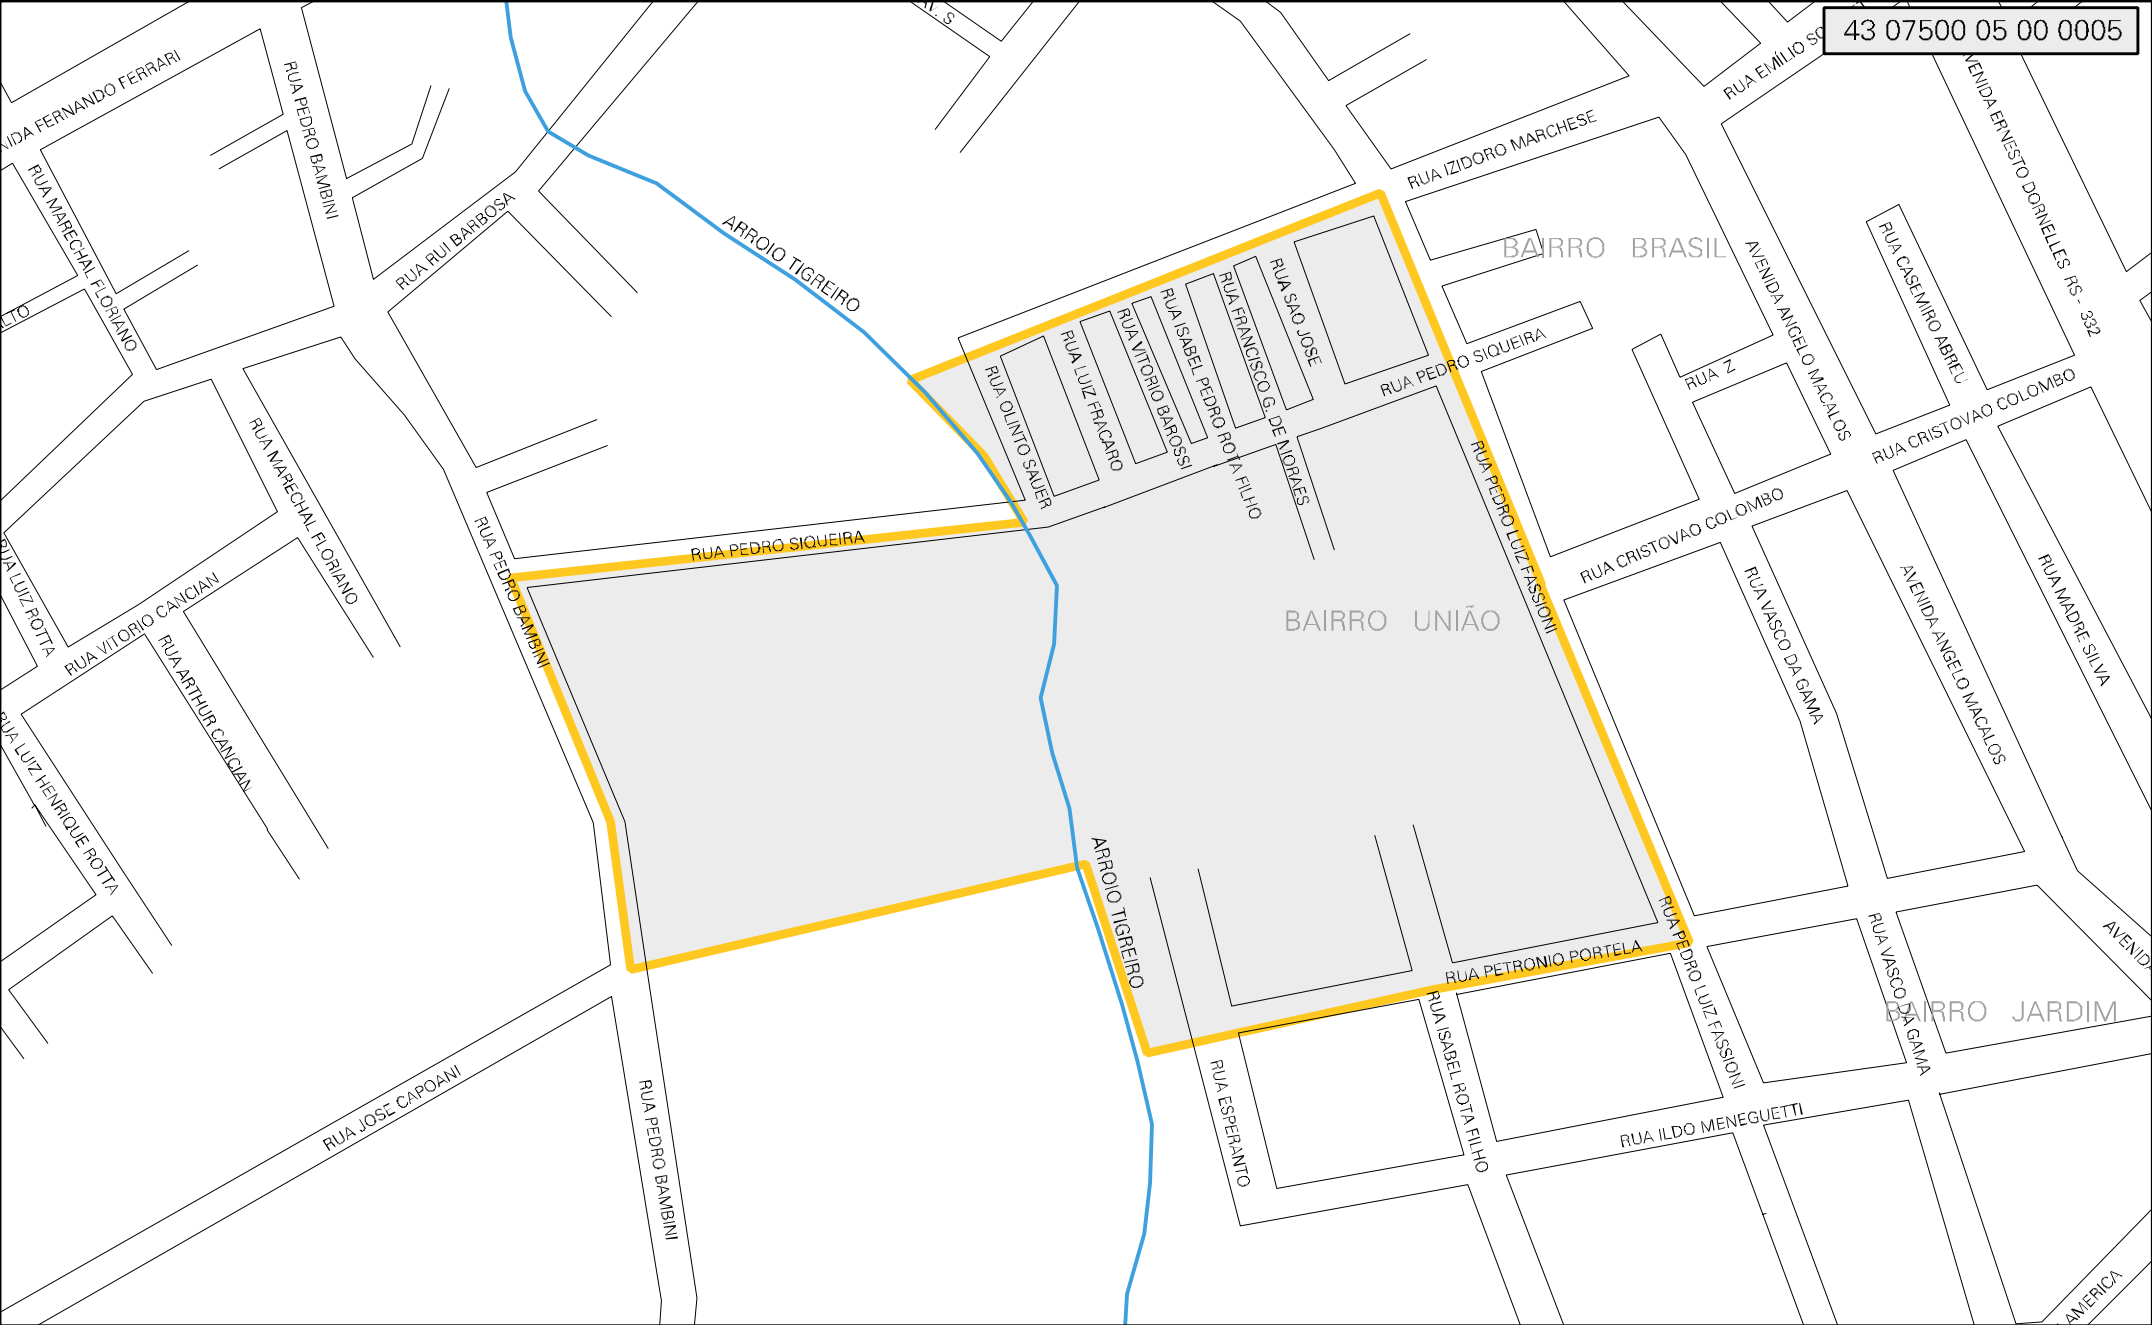 AV. S
43 07500 05 00 0005
RUA EMÍLIO SO
NIDA FERNANDO FERRARI
RUA PEDRO BAMBINI
AVENIDA ERNESTO DORNELLES RS - 332
RUA IZIDORO MARCHESE
RUA MARECHAL FLORIANO
RUA RUI BARBOSA
ARROIO TIGREIRO
BAIRRO BRASIL
RUA CASEMIRO ABREU
AVENIDA ANGELO MACALOS
LTO
RUA SAO JOSE
RUA FRANCISCO G. DE MORAES
RUA ISABEL PEDRO ROTA FILHO
RUA VITORIO BAROSSI
RUA LUIZ FRACARO
RUA OLINTO SAUER
RUA PEDRO SIQUEIRA
RUA Z
RUA CRISTOVAO COLOMBO
RUA MARECHAL FLORIANO
RUA PEDRO LUIZ FASSIONI
RUA CRISTOVAO COLOMBO
RUA PEDRO BAMBINI
RUA PEDRO SIQUEIRA
RUA LUIZ ROTTA
RUA VITORIO CANCIAN
RUA ARTHUR CANCIAN
BAIRRO UNIÃO
RUA VASCO DA GAMA
AVENIDA ANGELO MACALOS
RUA MADRE SILVA
RUA LUIZ HENRIQUE ROTTA
ARROIO TIGREIRO
RUA PETRONIO PORTELA
RUA PEDRO LUIZ FASSIONI
RUA VASCO DA GAMA
AVENIDA
BAIRRO JARDIM
RUA ISABEL ROTA FILHO
RUA ESPERANTO
RUA JOSE CAPOANI
RUA PEDRO BAMBINI
RUA ILDO MENEGUETTI
AMERICA